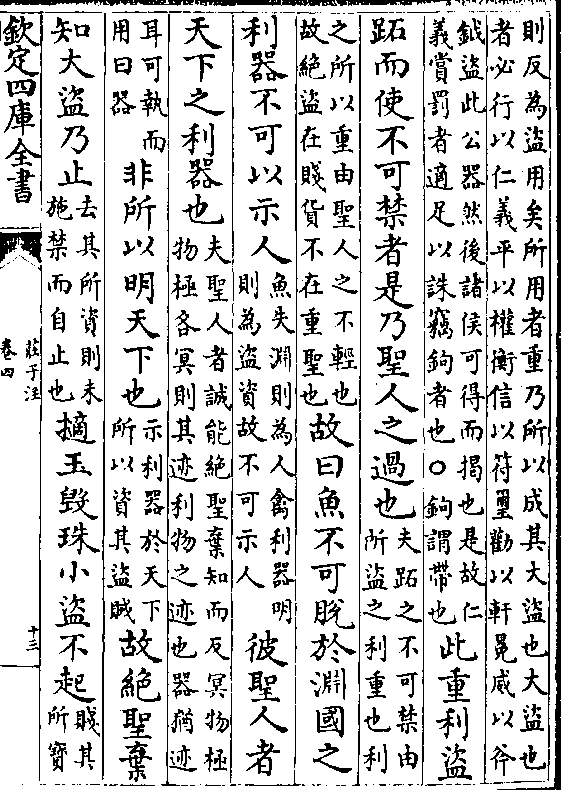 則反為盜用矣所用者重乃所以成其大盜也大盜也
者必行以仁義平以權衡信以符璽勸以軒冕威以斧
鉞盜此公器然後諸侯可得而揭也是故仁
義賞罰者適足以誅竊鉤者也○鉤謂帶也
此重利盜
跖而使不可禁者是乃聖人之過也
夫跖之不可禁由
所盜之利重也利
之所以重由聖人之不輕也
故絕盜在賤貨不在重聖也
故曰魚不可脫於淵國之
利器不可以示人
魚失淵則為人禽利器明
則為盜資故不可示人
彼聖人者
天下之利器也
夫聖人者誠能絕聖棄知而反冥物極
物極各冥則其迹利物之迹也器猶迹
耳可執而
用曰器
非所以明天下也
示利器於天下
所以資其盜賊
故絕聖棄
知大盜乃止
去其所資則未
施禁而自止也
擿玉毀珠小盜不起
賤其
所寶
欽定四庫全書
莊子注
卷四
十三